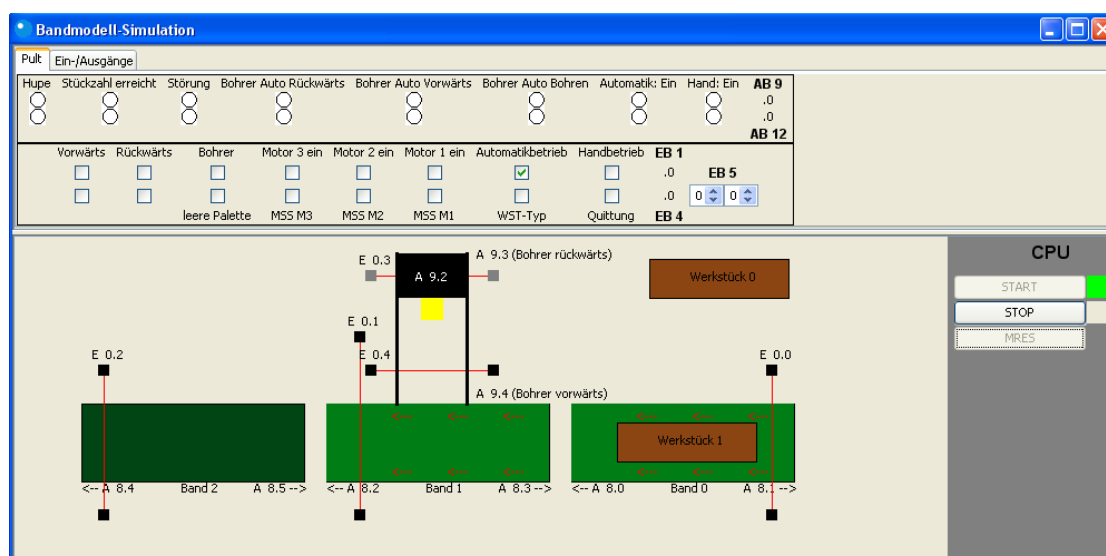 Bandmodell-Simulation
Pult Ein-/Ausgänge
Hupe Stückzahl erreicht Störung Bohrer Auto Rückwärts Bohrer Auto Vorwärts Bohrer Auto Bohren Automatik: Ein Hand: Ein AB 9
.0
.0
AB 12
Vorwärts Rückwärts Bohrer Motor 3 ein Motor 2 ein Motor 1 ein Automatikbetrieb Handbetrieb EB 1
.0 EB 5
.0 0 0
leere Palette MSS M3 MSS M2 MSS M1 WST-Typ Quittung EB 4
A 9.3 (Bohrer rückwärts)
E 0.3
A 9.2
Werkstück 0
CPU
START
STOP
MRES
E 0.1
E 0.2
E 0.4
E 0.0
A 9.4 (Bohrer vorwärts)
<--- <--- <--- <--- <--- <---
Werkstück 1
<--- <--- <--- <--- <--- <---
<-- A 8.4 Band 2 A 8.5 --> <-- A 8.2 Band 1 A 8.3 --> <-- A 8.0 Band 0 A 8.1 -->